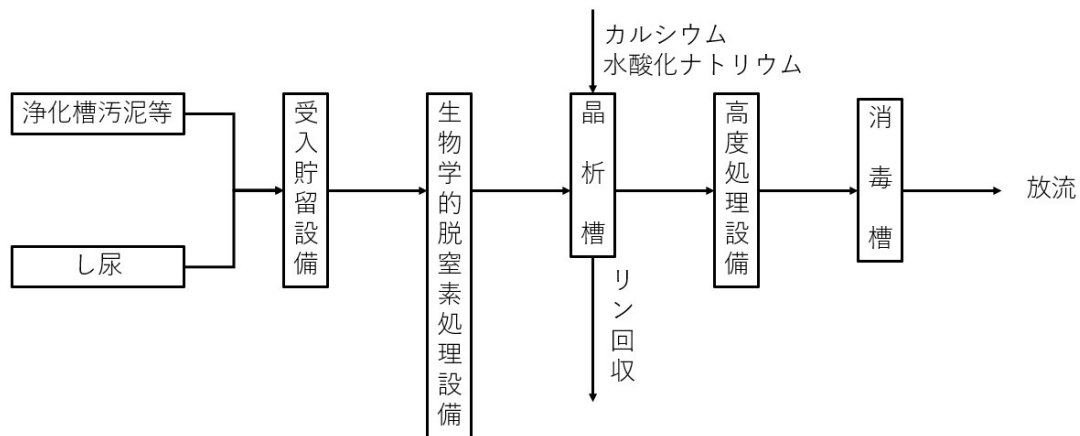 カルシウム
水酸化ナトリウム
浄化槽汚泥等
し尿
受入貯留設備
生物学的脱窒素処理設備
晶析槽
リン回収
高度処理設備
消毒槽
放流